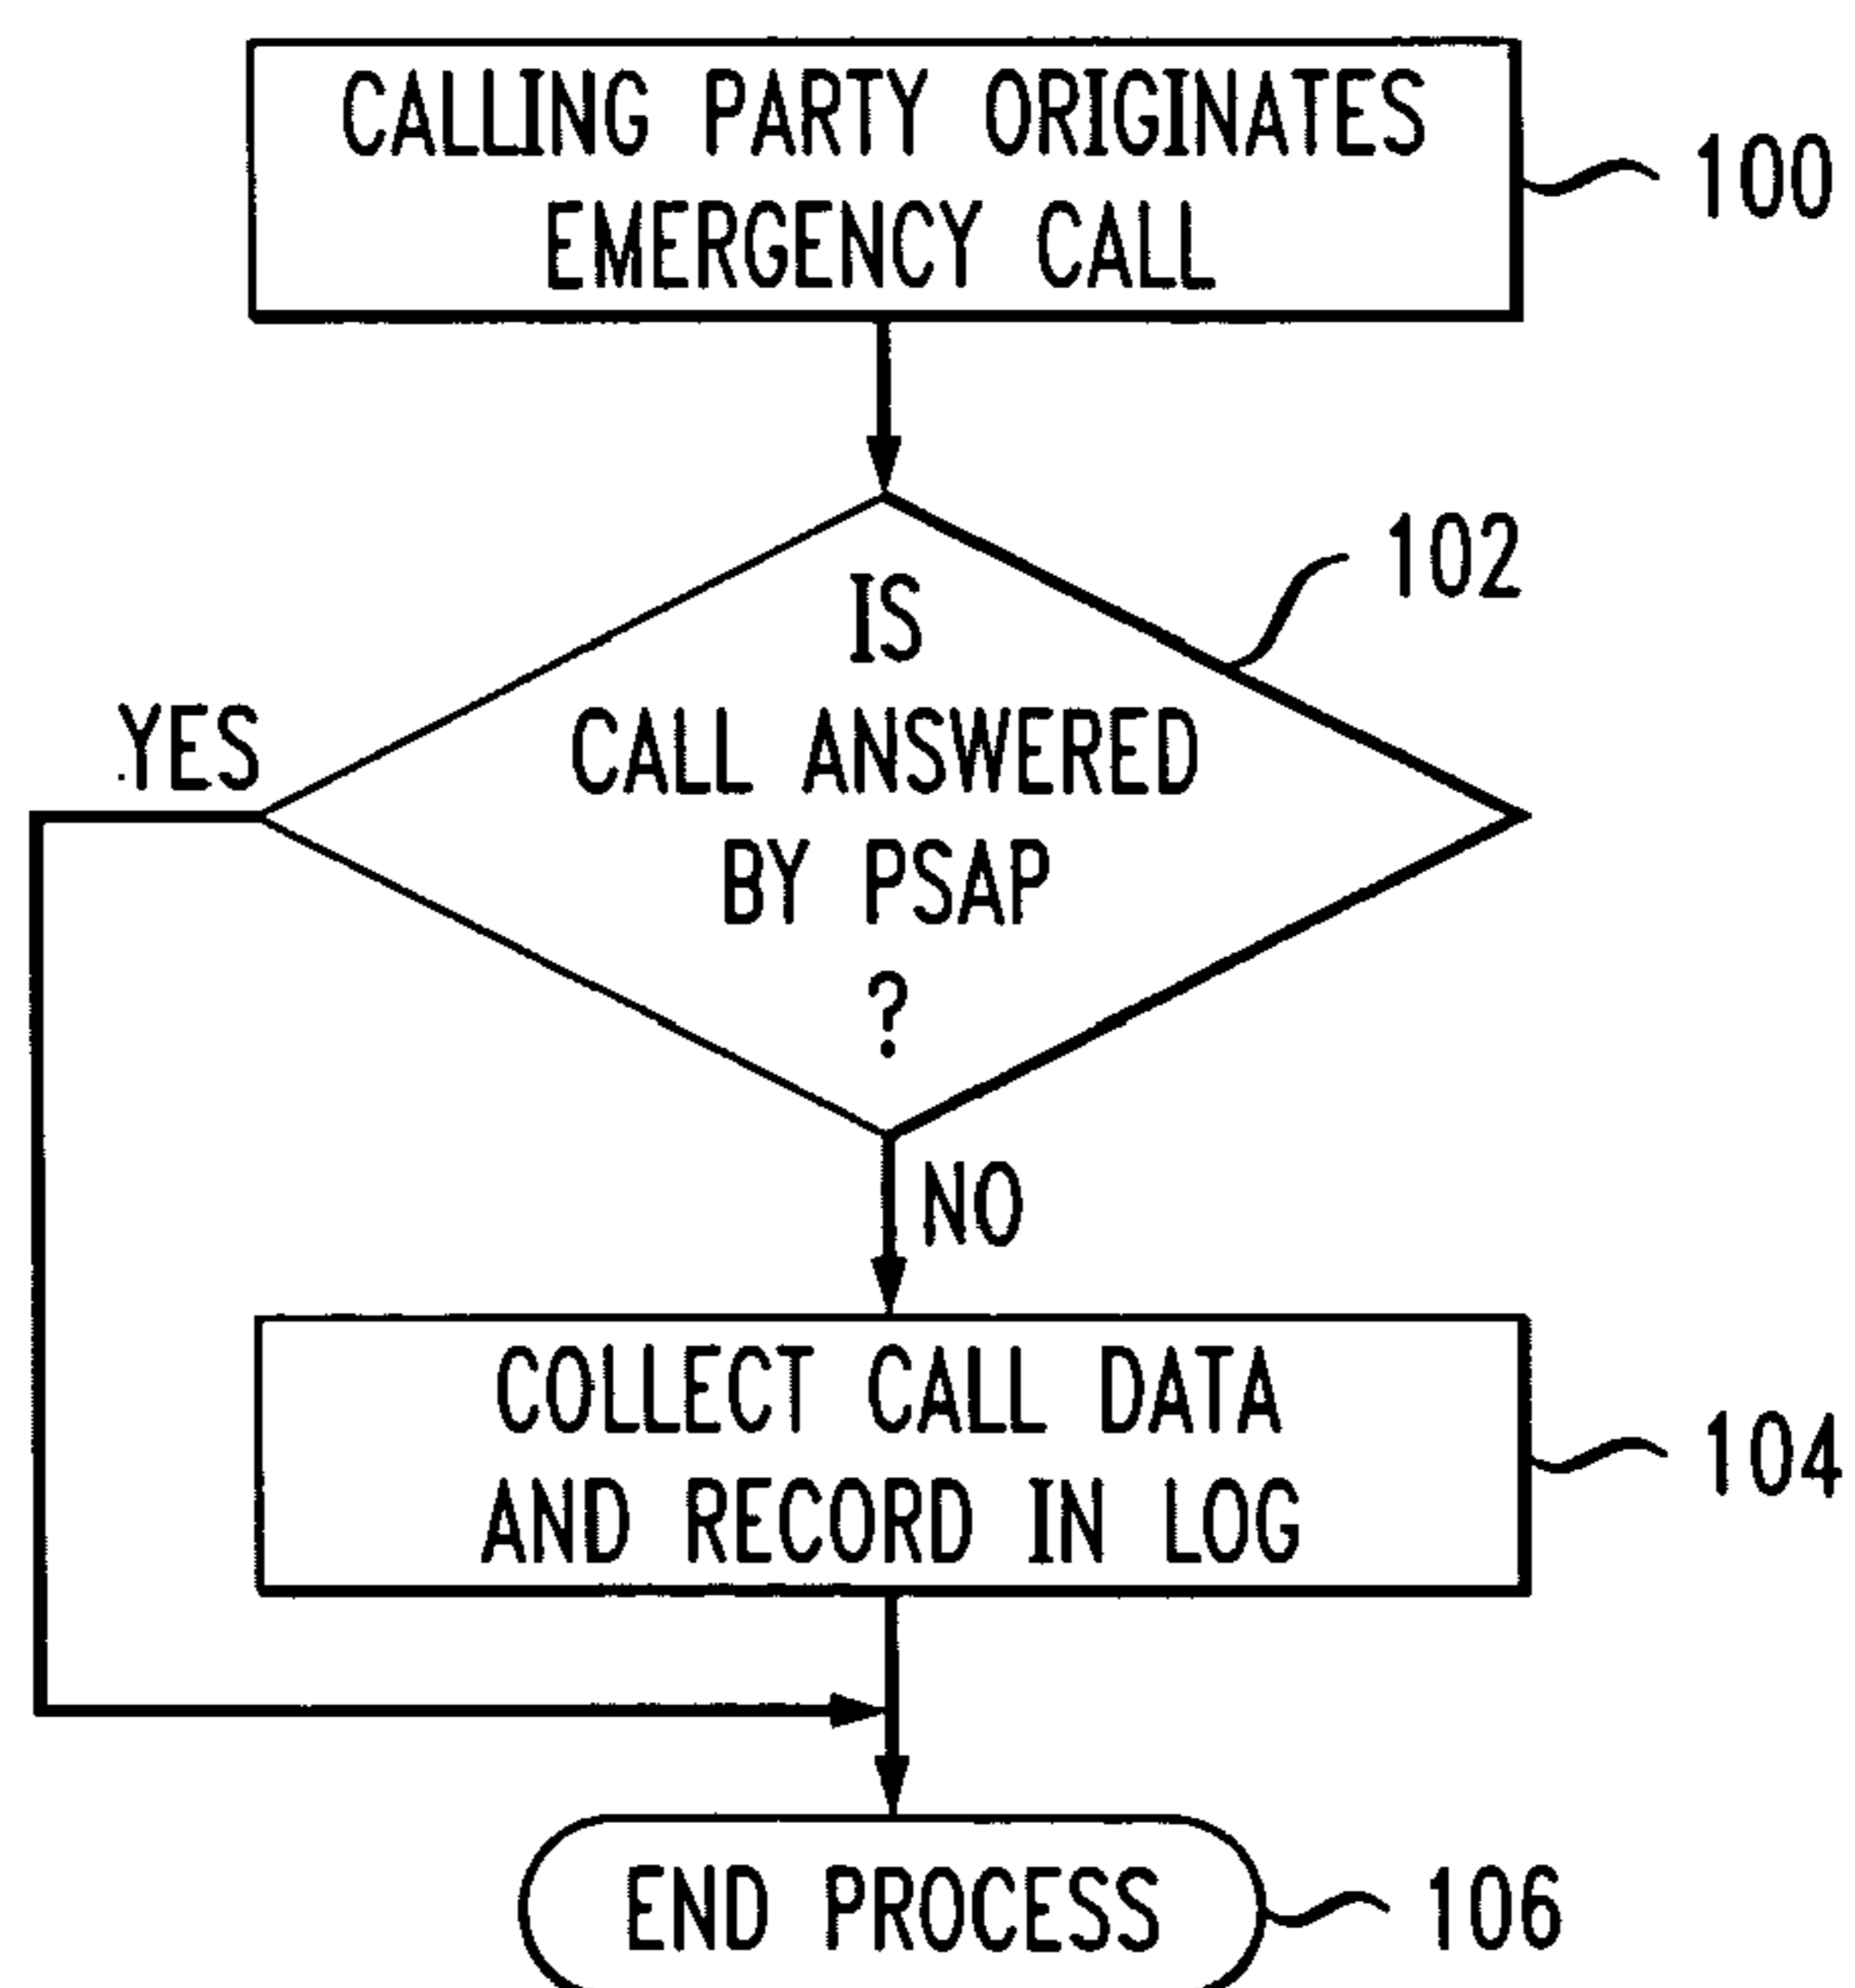 CALLING PARTY ORIGINATES
EMERGENCY CALL
100
IS
CALL ANSWERED
BY PSAP
?
102
YES
NO
COLLECT CALL DATA
AND RECORD IN LOG
104
END PROCESS
106